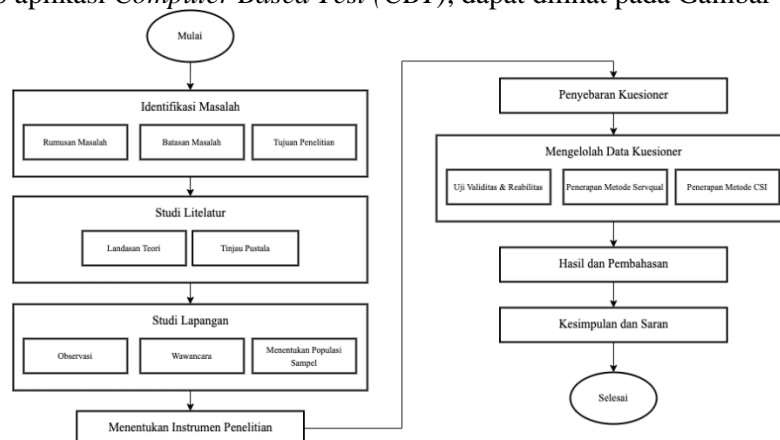 aplikasi Computer Based Test (CBT), dapat dilihat pada Gambar
Mulai
Identifikasi Masalah
Rumusan Masalah
Batasan Masalah
Tujuan Penelitian
Studi Litelatur
Landasan Teori
Tinjau Pustala
Studi Lapangan
Observasi
Wawancara
Menentukan Populasi
Sampel
Menentukan Instrumen Penelitian
Penyebaran Kuesioner
Mengelolah Data Kuesioner
Uji Validitas & Reabilitas
Penerapan Metode Servqual
Penerapan Metode CSI
Hasil dan Pembahasan
Kesimpulan dan Saran
Selesai